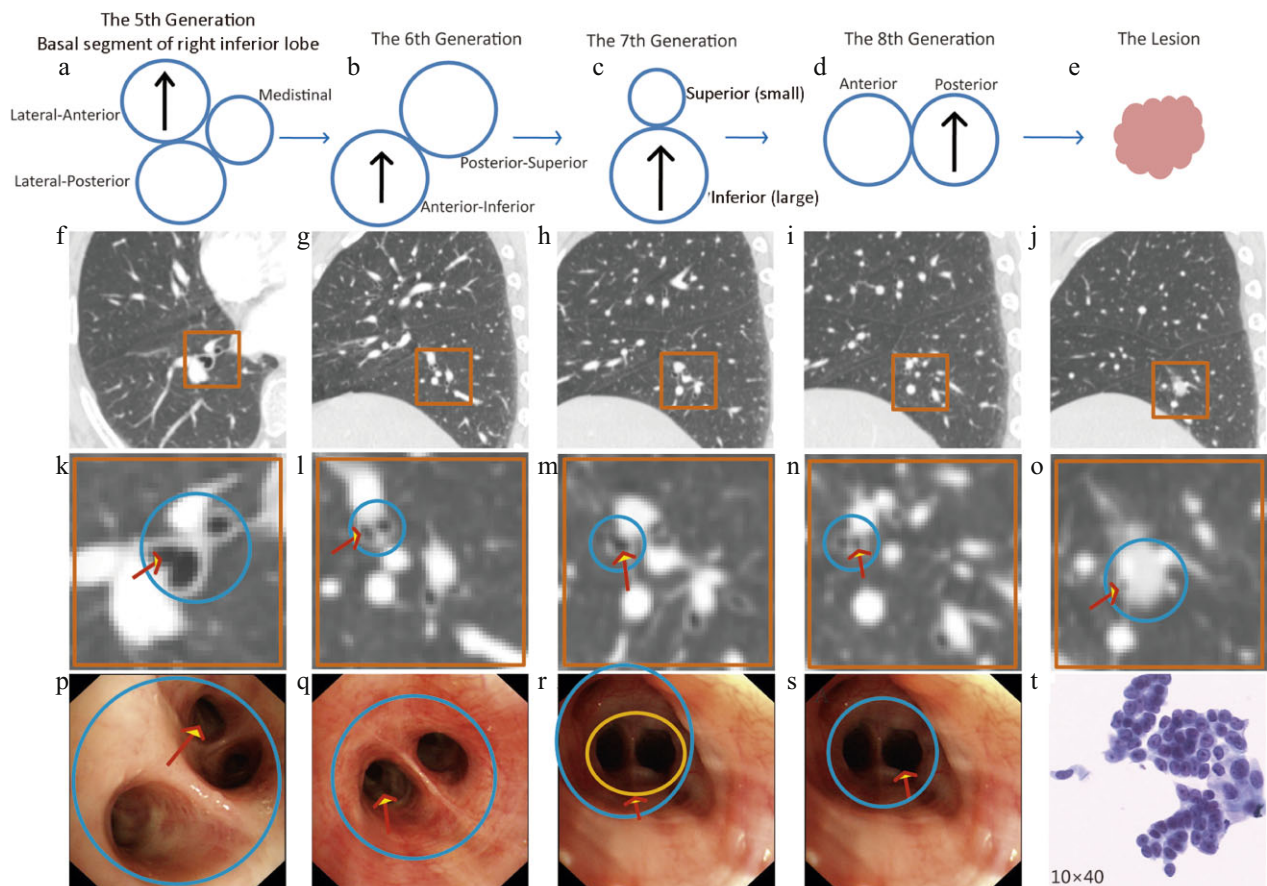 The 5th Generation
Basal segment of right inferior lobe
The 6th Generation
The 7th Generation
The 8th Generation
The Lesion
a
b
c
d
e
Medistinal
Lateral-Anterior
Lateral-Posterior
Posterior-Superior
Anterior-Inferior
Superior (small)
Inferior (large)
Anterior
Posterior
f
g
h
i
j
k
l
m
n
o
p
q
r
s
t
10×40